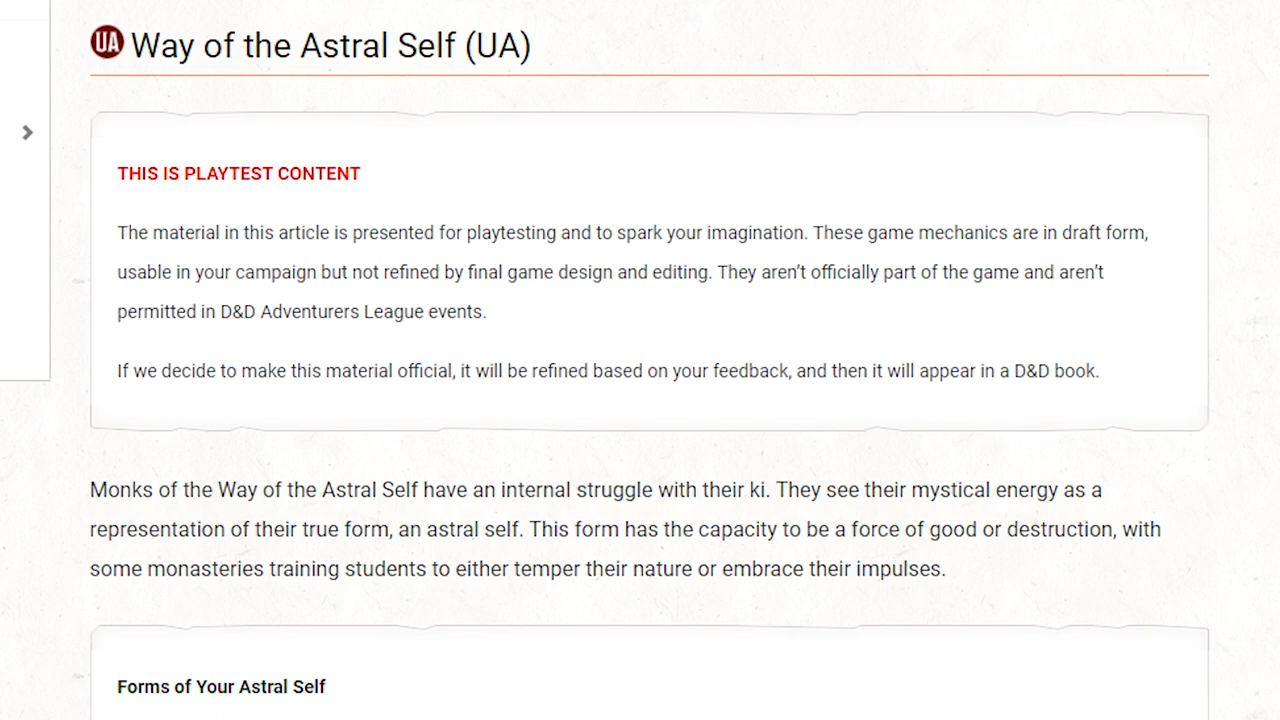 UA Way of the Astral Self (UA)
THIS IS PLAYTEST CONTENT
The material in this article is presented for playtesting and to spark your imagination. These game mechanics are in draft form,
usable in your campaign but not refined by final game design and editing. They aren’t officially part of the game and aren’t
permitted in D&D Adventurers League events.
If we decide to make this material official, it will be refined based on your feedback, and then it will appear in a D&D book.
Monks of the Way of the Astral Self have an internal struggle with their ki. They see their mystical energy as a
representation of their true form, an astral self. This form has the capacity to be a force of good or destruction, with
some monasteries training students to either temper their nature or embrace their impulses.
Forms of Your Astral Self